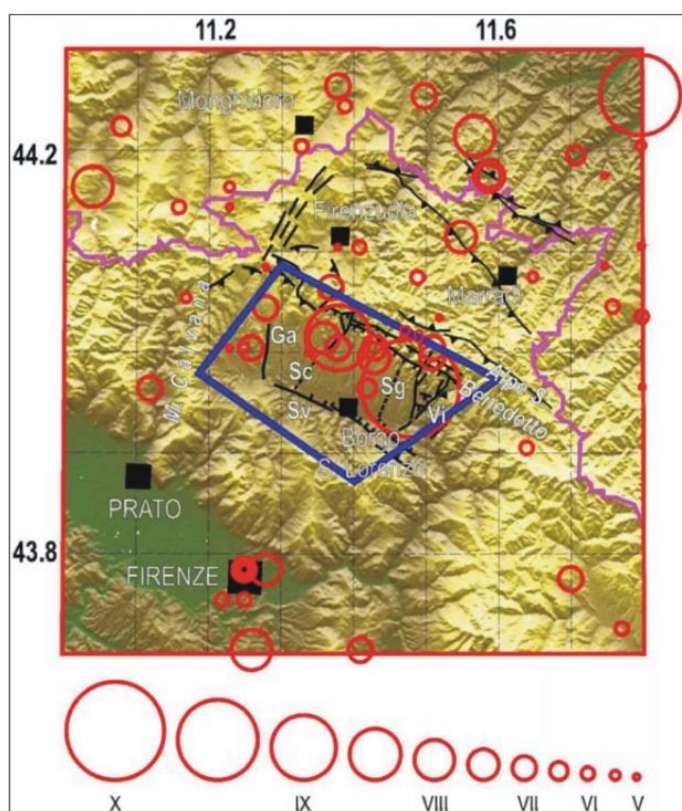 11.2 11.6
Monghidoro
44.2
Firenzuola
Marradi
M. Calvana
Ga
Sc
Sg
Sv
Vi
Alpe S.
Benedetto
Borgo
S. Lorenzo
PRATO
43.8
FIRENZE
X IX VIII VII VI V